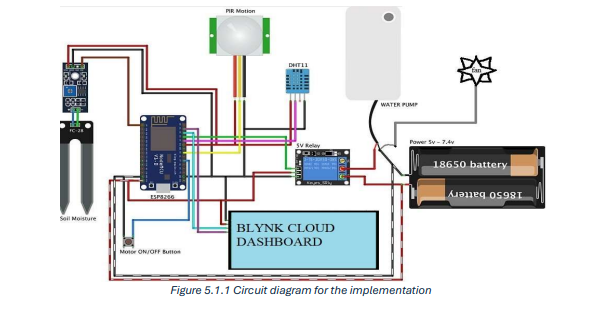 PIR Motion
DHT11
Fan
WATER PUMP
FC-28
5V Relay
Power 5v - 7.4v
18650 battery
18650 battery
Keyes_SRly
ESP8266
Soil Moisture
BLYNK CLOUD
DASHBOARD
Motor ON/OFF Button
Figure 5.1.1 Circuit diagram for the implementation